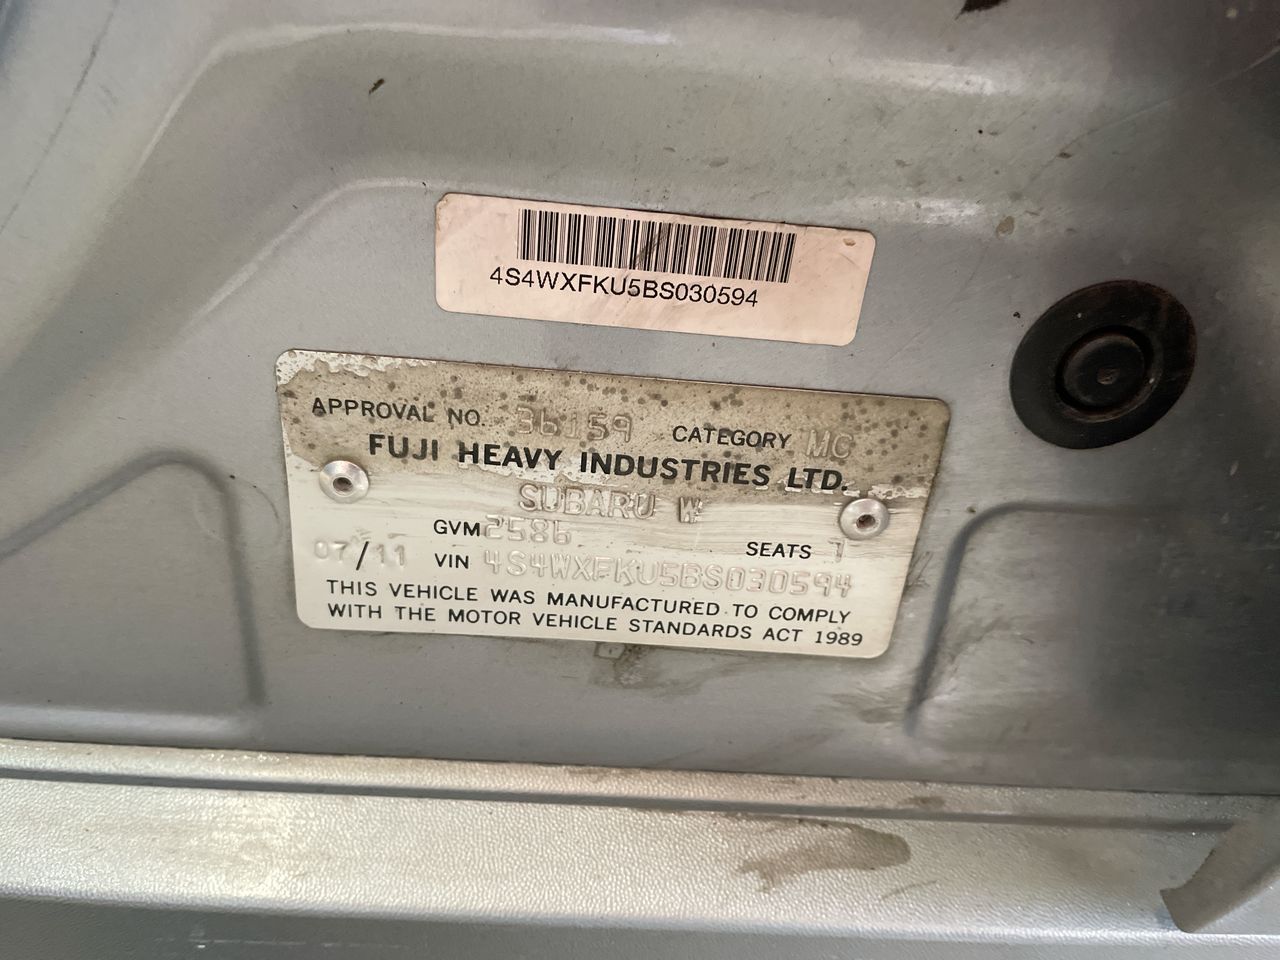 4S4WXFKU5BS030594
APPROVAL NO. 36159 CATEGORY MC
FUJI HEAVY INDUSTRIES LTD.
SUBARU W
GVM 2586 SEATS 7
07/11 VIN 4S4WXFKU5BS030594
THIS VEHICLE WAS MANUFACTURED TO COMPLY
WITH THE MOTOR VEHICLE STANDARDS ACT 1989